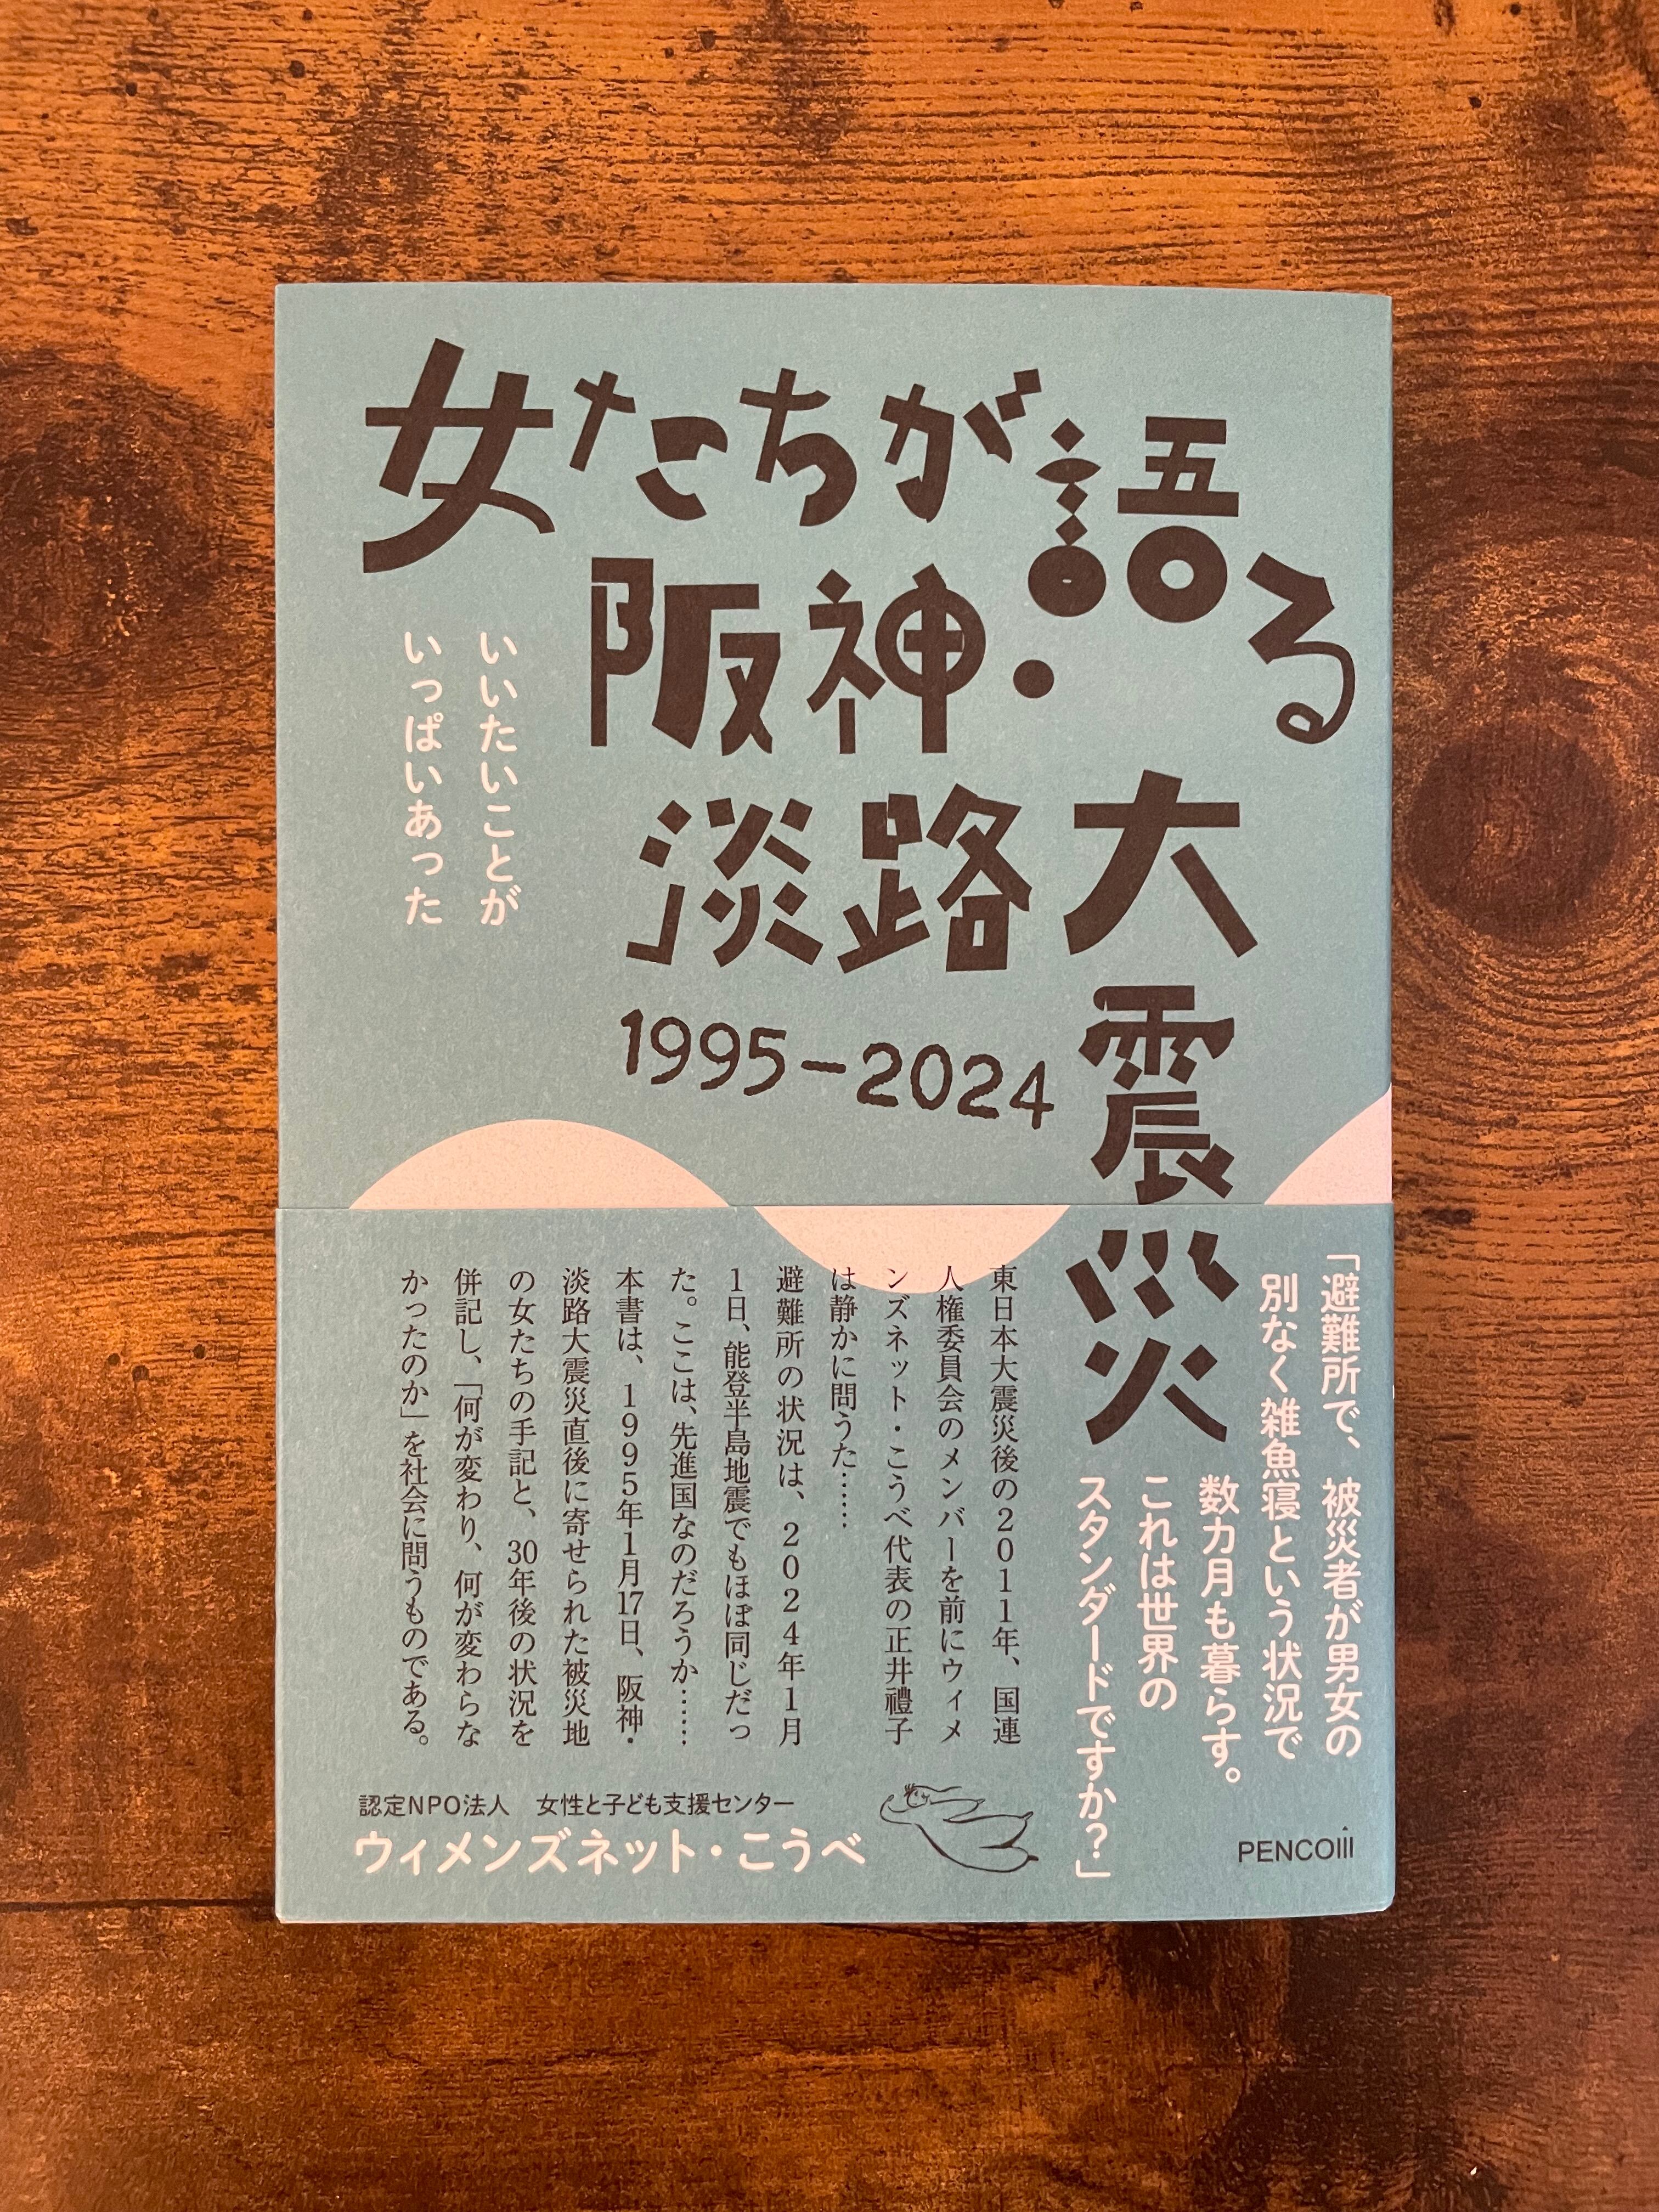 女たちが語る
阪神・
淡路
大震災
1995-2024
いいたいことが
いっぱいあった
「避難所で、被災者が男女の
別なく雑魚寝という状況で
数カ月も暮らす。
これは世界の
スタンダードですか?」
東日本大震災後の2011年、国連
人権委員会のメンバーを前にウィメ
ンズネット・こうべ代表の正井禮子
は静かに問うた……
避難所の状況は、2024年1月
1日、能登半島地震でもほぼ同じだっ
た。ここは、先進国なのだろうか……
本書は、1995年1月17日、阪神・
淡路大震災直後に寄せられた被災地
の女たちの手記と、30年後の状況を
併記し、「何が変わり、何が変わらな
かったのか」を社会に問うものである。
認定NPO法人 女性と子ども支援センター
ウィメンズネット・こうべ
PENCOM